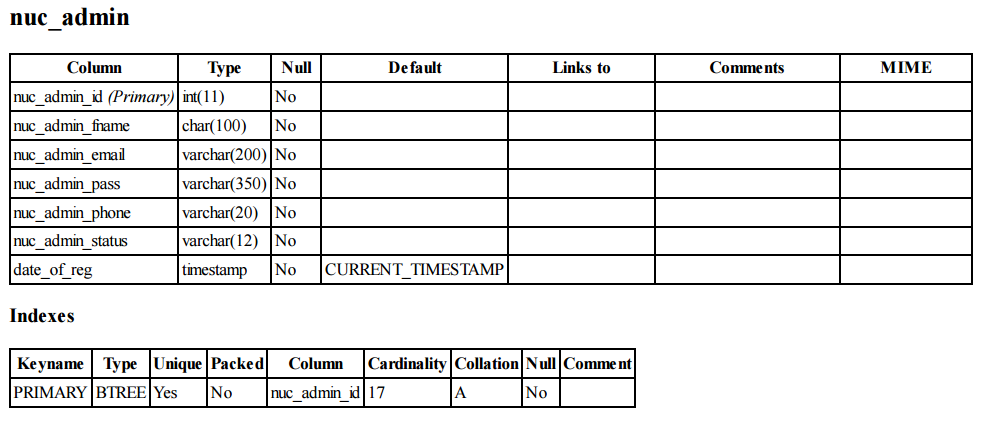 nuc_admin
Column Type Null Default Links to Comments MIME
nuc_admin_id (Primary) int(11) No
nuc_admin_fname char(100) No
nuc_admin_email varchar(200) No
nuc_admin_pass varchar(350) No
nuc_admin_phone varchar(20) No
nuc_admin_status varchar(12) No
date_of_reg timestamp No CURRENT_TIMESTAMP
Indexes
Keyname Type Unique Packed Column Cardinality Collation Null Comment
PRIMARY BTREE Yes No nuc_admin_id 17 A No